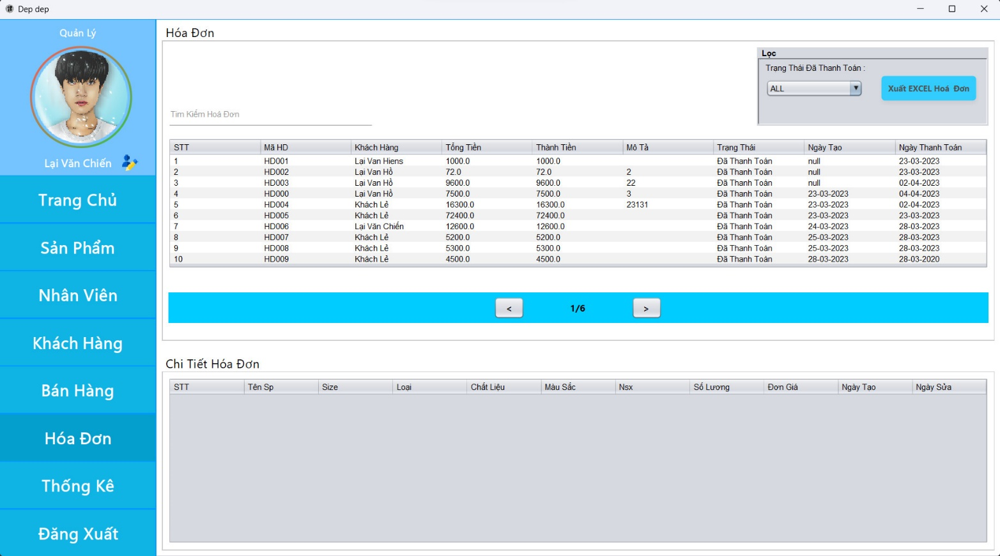 Dep dep
Quản Lý
Lại Văn Chiến
Trang Chủ
Sản Phẩm
Nhân Viên
Khách Hàng
Bán Hàng
Hóa Đơn
Thống Kê
Đăng Xuất
Hóa Đơn
Lọc
Trạng Thái Đã Thanh Toán :
ALL
Xuất EXCEL Hoá Đơn
Tìm Kiếm Hoá Đơn
STT Mã HD Khách Hàng Tổng Tiền Thành Tiền Mô Tả Trạng Thái Ngày Tạo Ngày Thanh Toán
1 HD001 Lai Van Hiens 1000.0 1000.0 Đã Thanh Toán null 23-03-2023
2 HD002 Lại Van Hồ 72.0 72.0 2 Đã Thanh Toán null 23-03-2023
3 HD003 Lại Van Hồ 9600.0 9600.0 22 Đã Thanh Toán null 02-04-2023
4 HD000 Lại Van Hồ 7500.0 7500.0 3 Đã Thanh Toán 23-03-2023 04-04-2023
5 HD004 Khách Lẻ 16300.0 16300.0 23131 Đã Thanh Toán 23-03-2023 02-04-2023
6 HD005 Khách Lẻ 72400.0 72400.0 Đã Thanh Toán 23-03-2023 23-03-2023
7 HD006 Lại Văn Chiến 12600.0 12600.0 Đã Thanh Toán 24-03-2023 28-03-2023
8 HD007 Khách Lẻ 5200.0 5200.0 Đã Thanh Toán 25-03-2023 28-03-2023
9 HD008 Khách Lẻ 5300.0 5300.0 Đã Thanh Toán 25-03-2023 28-03-2023
10 HD009 Khách Lẻ 4500.0 4500.0 Đã Thanh Toán 28-03-2023 28-03-2020
< 1/6 >
Chi Tiết Hóa Đơn
STT Tên Sp Size Loại Chất Liệu Màu Sắc Nsx Số Lương Đơn Giá Ngày Tạo Ngày Sửa